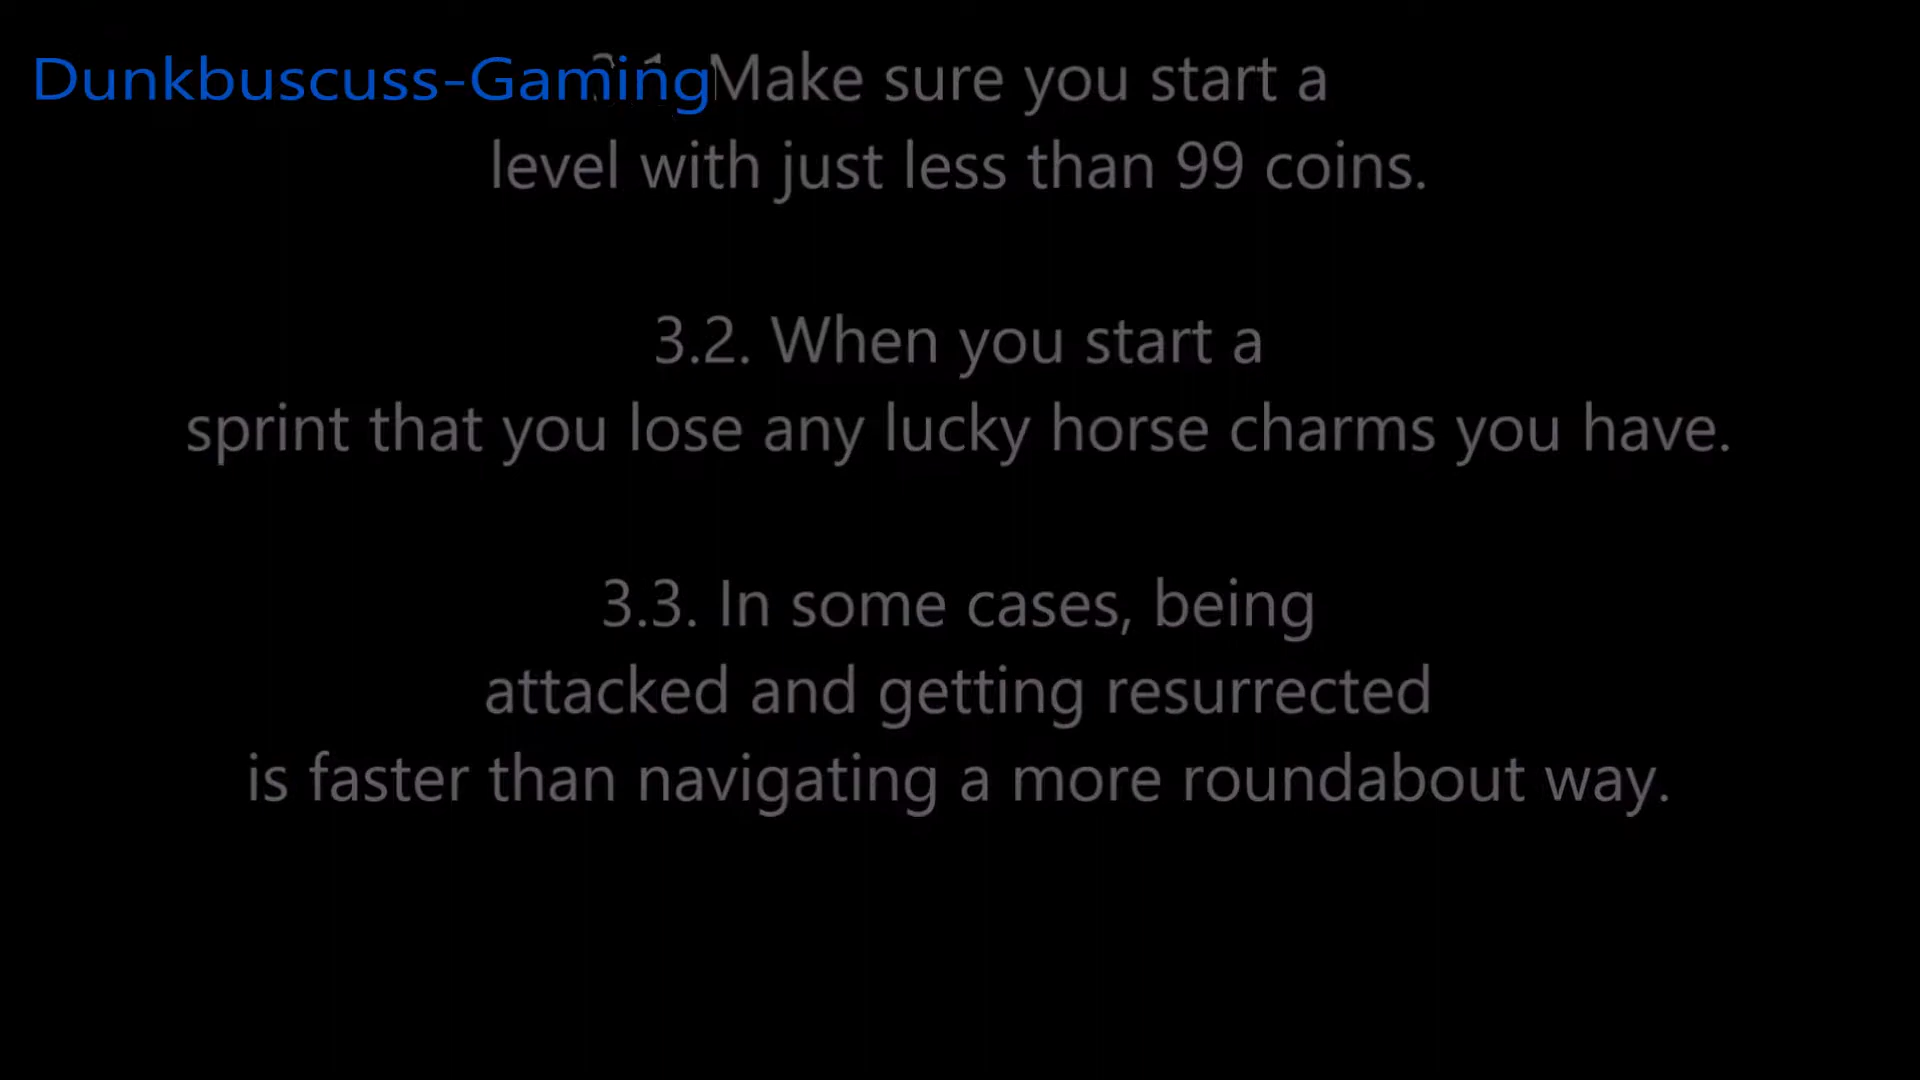 Dunkbuscuss-Gaming
3.1. Make sure you start a
level with just less than 99 coins.
3.2. When you start a
sprint that you lose any lucky horse charms you have.
3.3. In some cases, being
attacked and getting resurrected
is faster than navigating a more roundabout way.